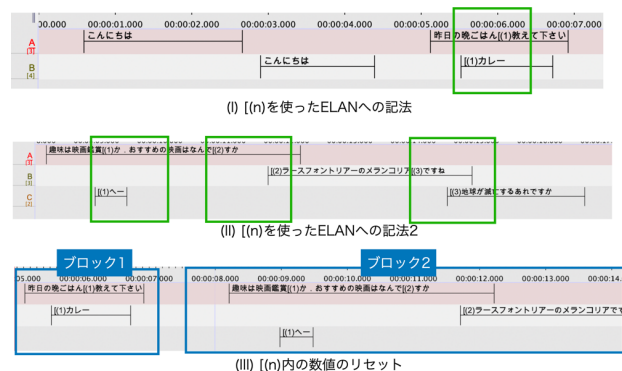 00.000 00:00:01.000 00:00:02.000 00:00:03.000 00:00:04.000 00:00:05.000 00:00:06.000 00:00:07.000
A
[3]
こんにちは
昨日の晩ごはん[(1)教えて下さい
B
[4]
こんにちは
[(1)カレー
(I) [(n)を使ったELANへの記法
A
趣味は映画鑑賞[(1)か．おすすめの映画はなんで[(2)すか
B
[3]
[(2)ラースフォントリアーのメランコリア[(3)ですね
C
[2]
[(1)へー
[(3)地球が滅亡するあれですか
(II) [(n)を使ったELANへの記法2
ブロック1
ブロック2
05.000 00:00:06.000 00:00:07.000 00:00:08.000 00:00:09.000 00:00:10.000 00:00:11.000 00:00:12.000 00:00:13.000 00:00:14.
昨日の晩ごはん[(1)教えて下さい
趣味は映画鑑賞[(1)か．おすすめの映画はなんで[(2)すか
[(1)カレー
[(2)ラースフォントリアーのメランコリアです
[(1)へー
(III) [(n)内の数値のリセット